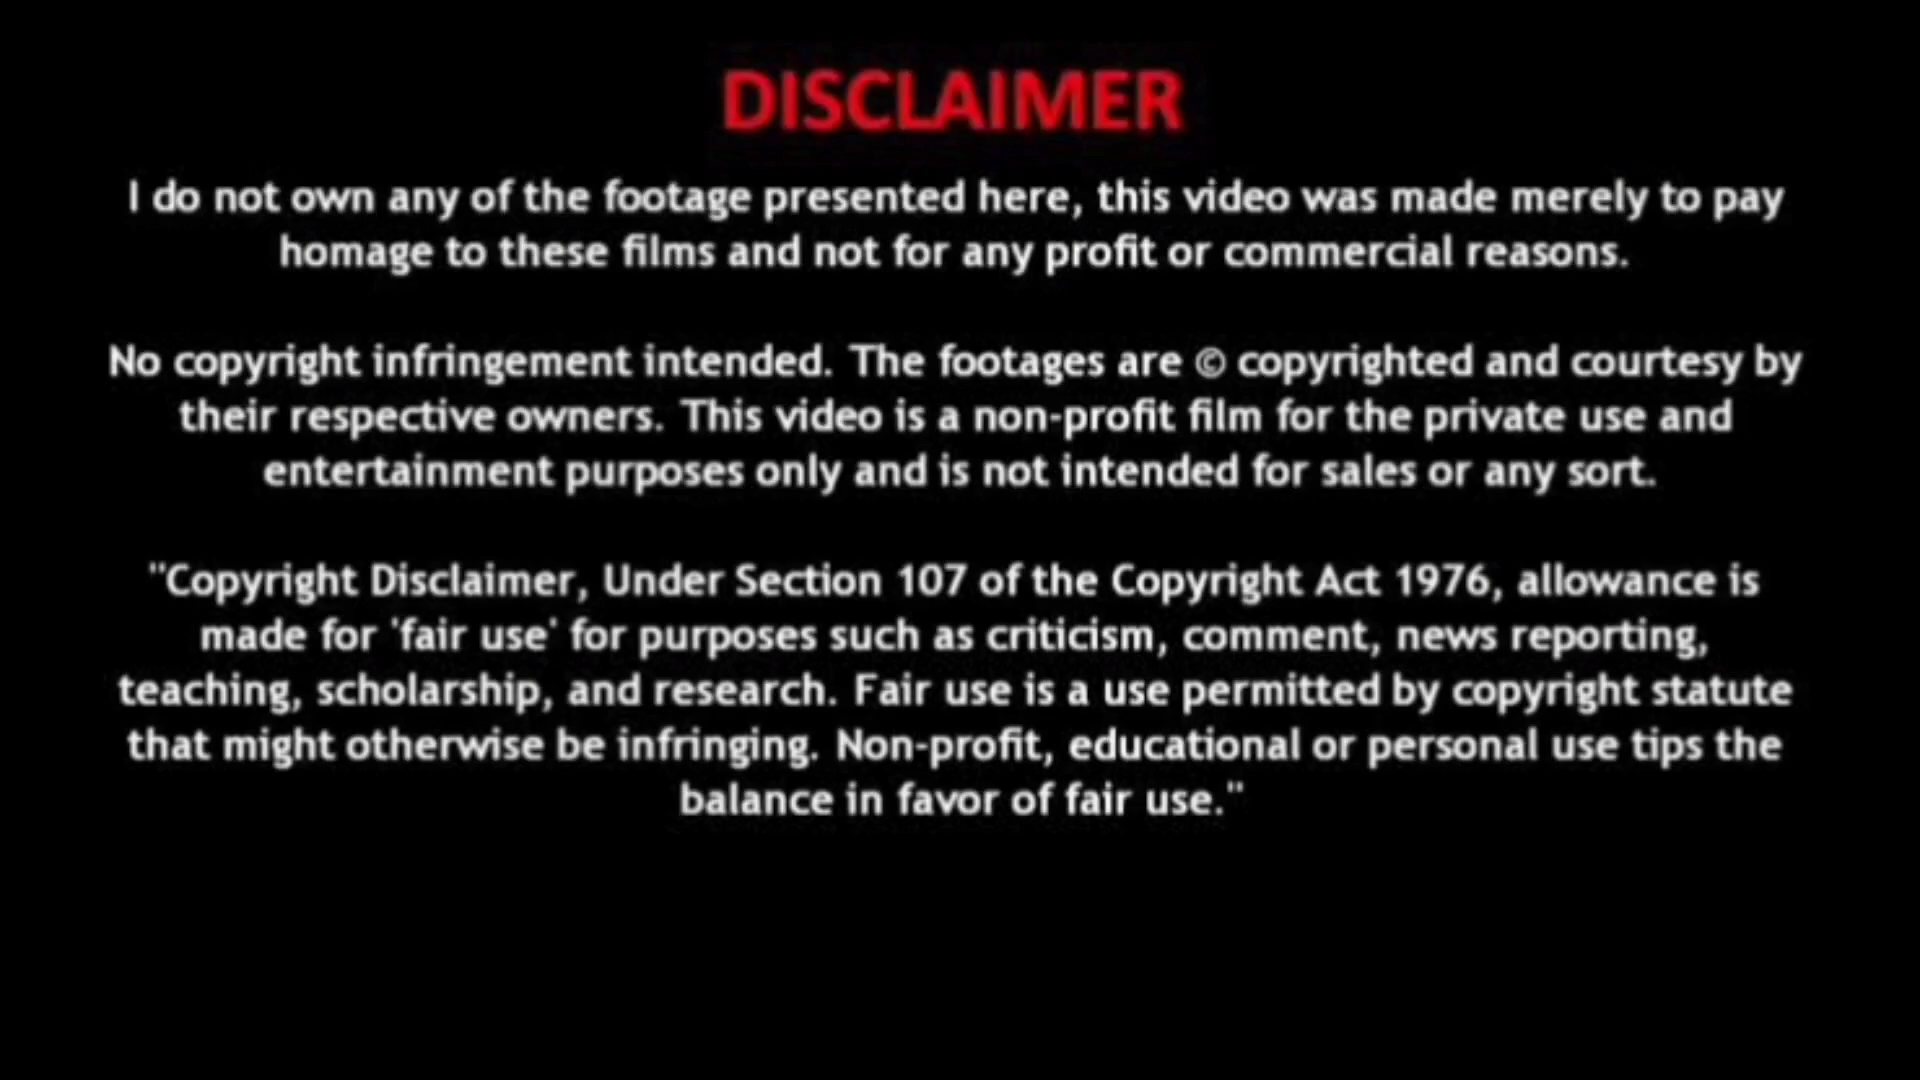 DISCLAIMER
I do not own any of the footage presented here, this video was made merely to pay
homage to these films and not for any profit or commercial reasons.
No copyright infringement intended. The footages are © copyrighted and courtesy by
their respective owners. This video is a non-profit film for the private use and
entertainment purposes only and is not intended for sales or any sort.
"Copyright Disclaimer, Under Section 107 of the Copyright Act 1976, allowance is
made for 'fair use' for purposes such as criticism, comment, news reporting,
teaching, scholarship, and research. Fair use is a use permitted by copyright statute
that might otherwise be infringing. Non-profit, educational or personal use tips the
balance in favor of fair use."